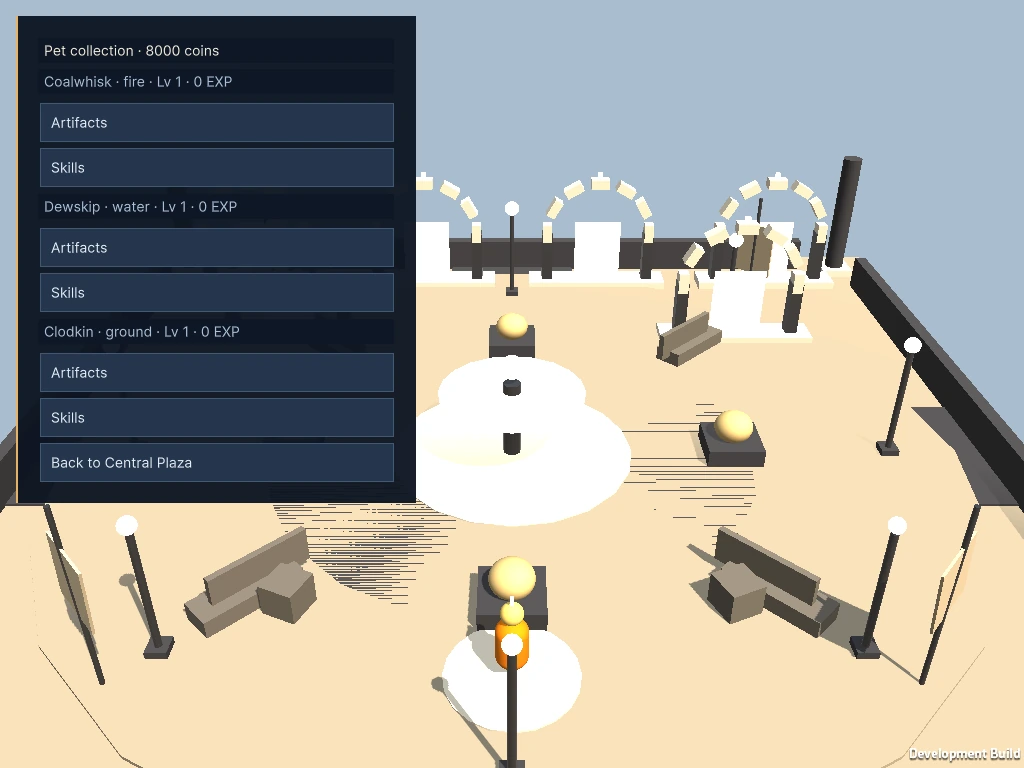 Pet collection · 8000 coins
Coalwhisk · fire · Lv 1 · 0 EXP
Artifacts
Skills
Dewskip · water · Lv 1 · 0 EXP
Artifacts
Skills
Clodkin · ground · Lv 1 · 0 EXP
Artifacts
Skills
Back to Central Plaza
Development Build